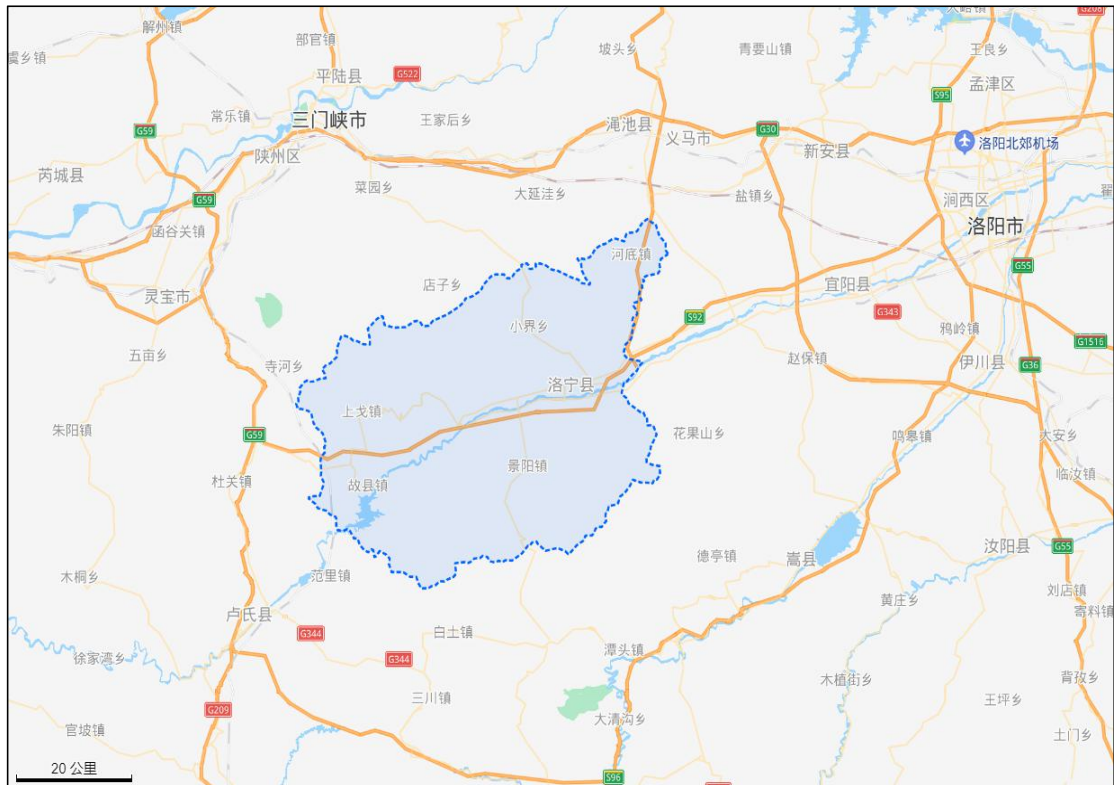 解州镇
G208
虞乡镇
部官镇
坡头乡
青要山镇
王良乡
平陆县
G522
孟津区
S95
常乐镇
三门峡市
王家后乡
渑池县
义马市
G30
G59
新安县
洛阳北郊机场
陕州区
芮城县
菜园乡
大延洼乡
盐镇乡
涧西区
G59
洛阳市
函谷关镇
河底镇
G55
灵宝市
店子乡
宜阳县
G343
S92
小界乡
鸦岭镇
五亩乡
寺河乡
赵保镇
伊川县
G1516
G36
洛宁县
上戈镇
朱阳镇
G59
花果山乡
鸣皋镇
大安乡
景阳镇
临汝镇
杜关镇
故县镇
汝阳县
G55
德亭镇
嵩县
木桐乡
范里镇
刘店镇
黄庄乡
寄料镇
卢氏县
G344
白土镇
徐家湾乡
G344
潭头镇
木植街乡
背孜乡
三川镇
王坪乡
G209
官坡镇
大清沟乡
土门乡
20 公里
S96